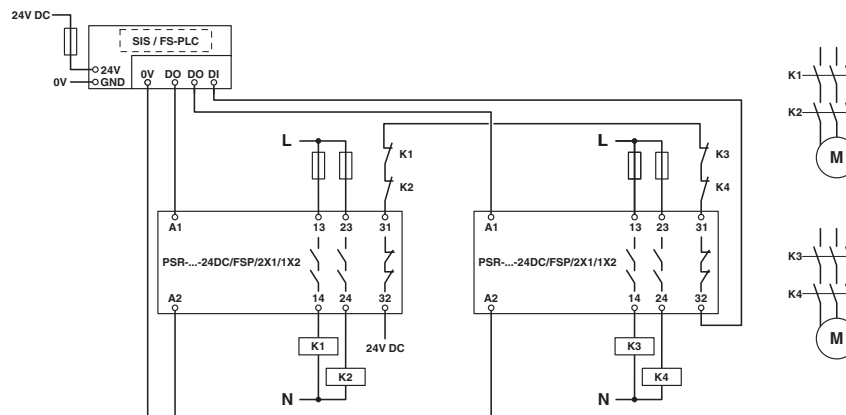 24V DC
SIS / FS-PLC
24V
0V
GND
0V DO DO DI
K1
K2
M
L
K1
K2
L
K3
K4
A1 13 23 31
PSR-...-24DC/FSP/2X1/1X2
A2 14 24 32
A1 13 23 31
PSR-...-24DC/FSP/2X1/1X2
A2 14 24 32
K3
K4
M
K1
K2
24V DC
N
K3
K4
N